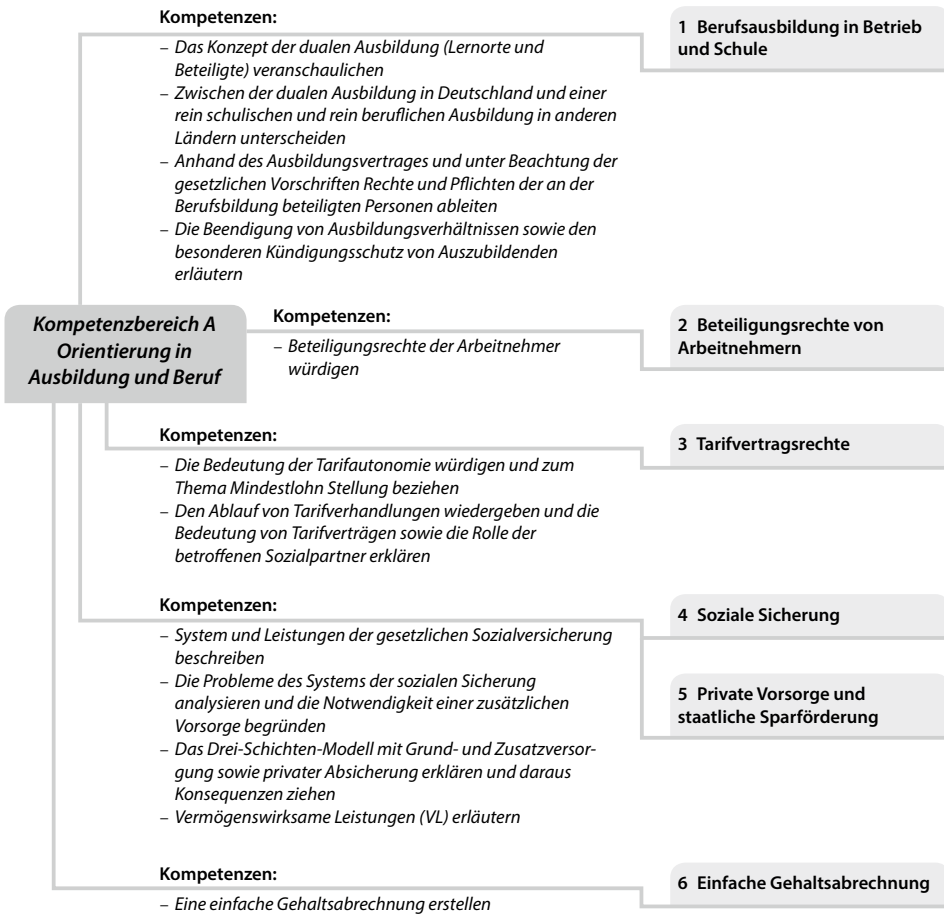 Kompetenzen:
– Das Konzept der dualen Ausbildung (Lernorte und
Beteiligte) veranschaulichen
– Zwischen der dualen Ausbildung in Deutschland und einer
rein schulischen und rein beruflichen Ausbildung in anderen
Ländern unterscheiden
– Anhand des Ausbildungsvertrages und unter Beachtung der
gesetzlichen Vorschriften Rechte und Pflichten der an der
Berufsbildung beteiligten Personen ableiten
– Die Beendigung von Ausbildungsverhältnissen sowie den
besonderen Kündigungsschutz von Auszubildenden
erläutern
1 Berufsausbildung in Betrieb
und Schule
Kompetenzbereich A
Orientierung in
Ausbildung und Beruf
Kompetenzen:
– Beteiligungsrechte der Arbeitnehmer
würdigen
2 Beteiligungsrechte von
Arbeitnehmern
Kompetenzen:
– Die Bedeutung der Tarifautonomie würdigen und zum
Thema Mindestlohn Stellung beziehen
– Den Ablauf von Tarifverhandlungen wiedergeben und die
Bedeutung von Tarifverträgen sowie die Rolle der
betroffenen Sozialpartner erklären
3 Tarifvertragsrechte
Kompetenzen:
– System und Leistungen der gesetzlichen Sozialversicherung
beschreiben
– Die Probleme des Systems der sozialen Sicherung
analysieren und die Notwendigkeit einer zusätzlichen
Vorsorge begründen
– Das Drei-Schichten-Modell mit Grund- und Zusatzversor-
gung sowie privater Absicherung erklären und daraus
Konsequenzen ziehen
– Vermögenswirksame Leistungen (VL) erläutern
4 Soziale Sicherung
5 Private Vorsorge und
staatliche Sparförderung
Kompetenzen:
– Eine einfache Gehaltsabrechnung erstellen
6 Einfache Gehaltsabrechnung